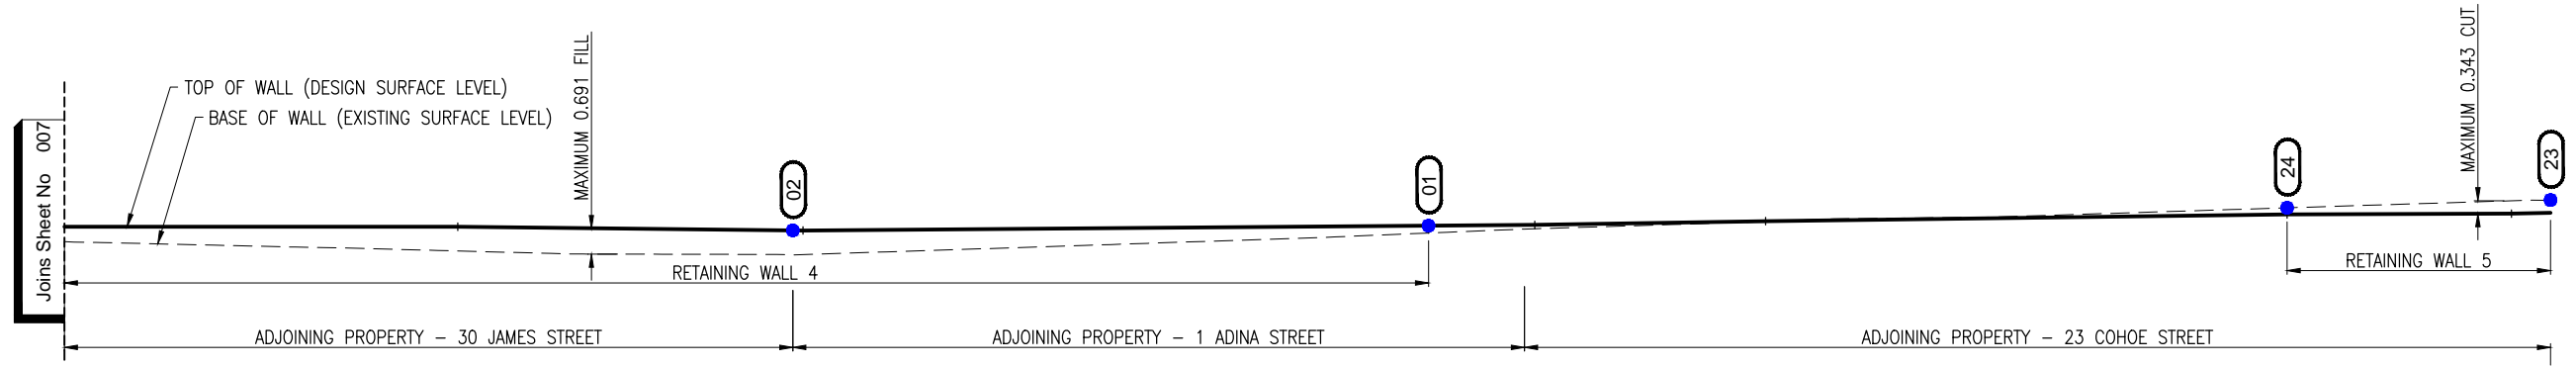 TOP OF WALL (DESIGN SURFACE LEVEL)
BASE OF WALL (EXISTING SURFACE LEVEL)
Joins Sheet No 007
MAXIMUM 0.691 FILL
02
01
24
MAXIMUM 0.343 CUT
23
RETAINING WALL 4
RETAINING WALL 5
ADJOINING PROPERTY - 30 JAMES STREET
ADJOINING PROPERTY - 1 ADINA STREET
ADJOINING PROPERTY - 23 COHOE STREET